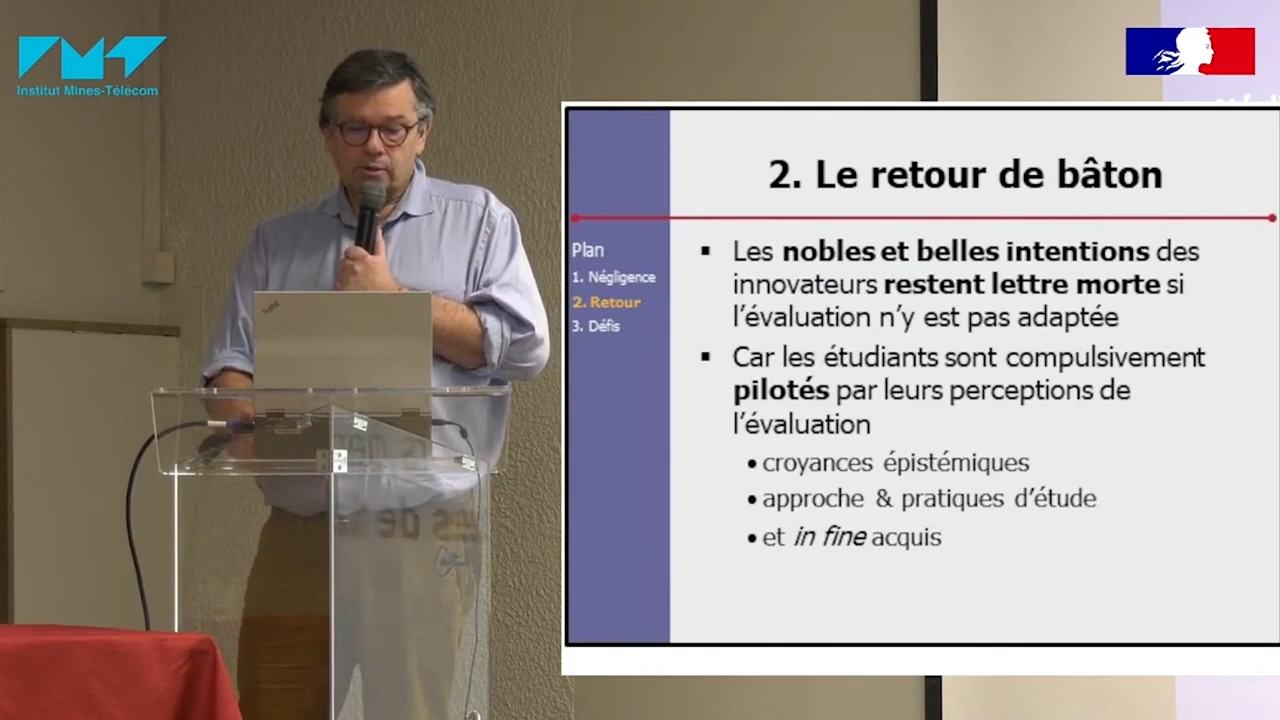 Institut Mines-Télécom
2. Le retour de bâton
Plan
1. Négligence
2. Retour
3. Défis
▪ Les nobles et belles intentions des
innovateurs restent lettre morte si
l’évaluation n’y est pas adaptée
▪ Car les étudiants sont compulsivement
pilotés par leurs perceptions de
l’évaluation
• croyances épistémiques
• approche & pratiques d’étude
• et in fine acquis